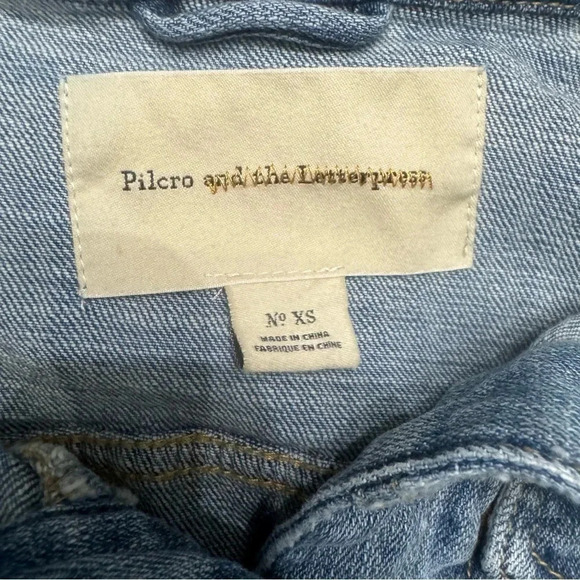 Pilcro and the Letterpress
Nº XS
MADE IN CHINA
FABRIQUE EN CHINE